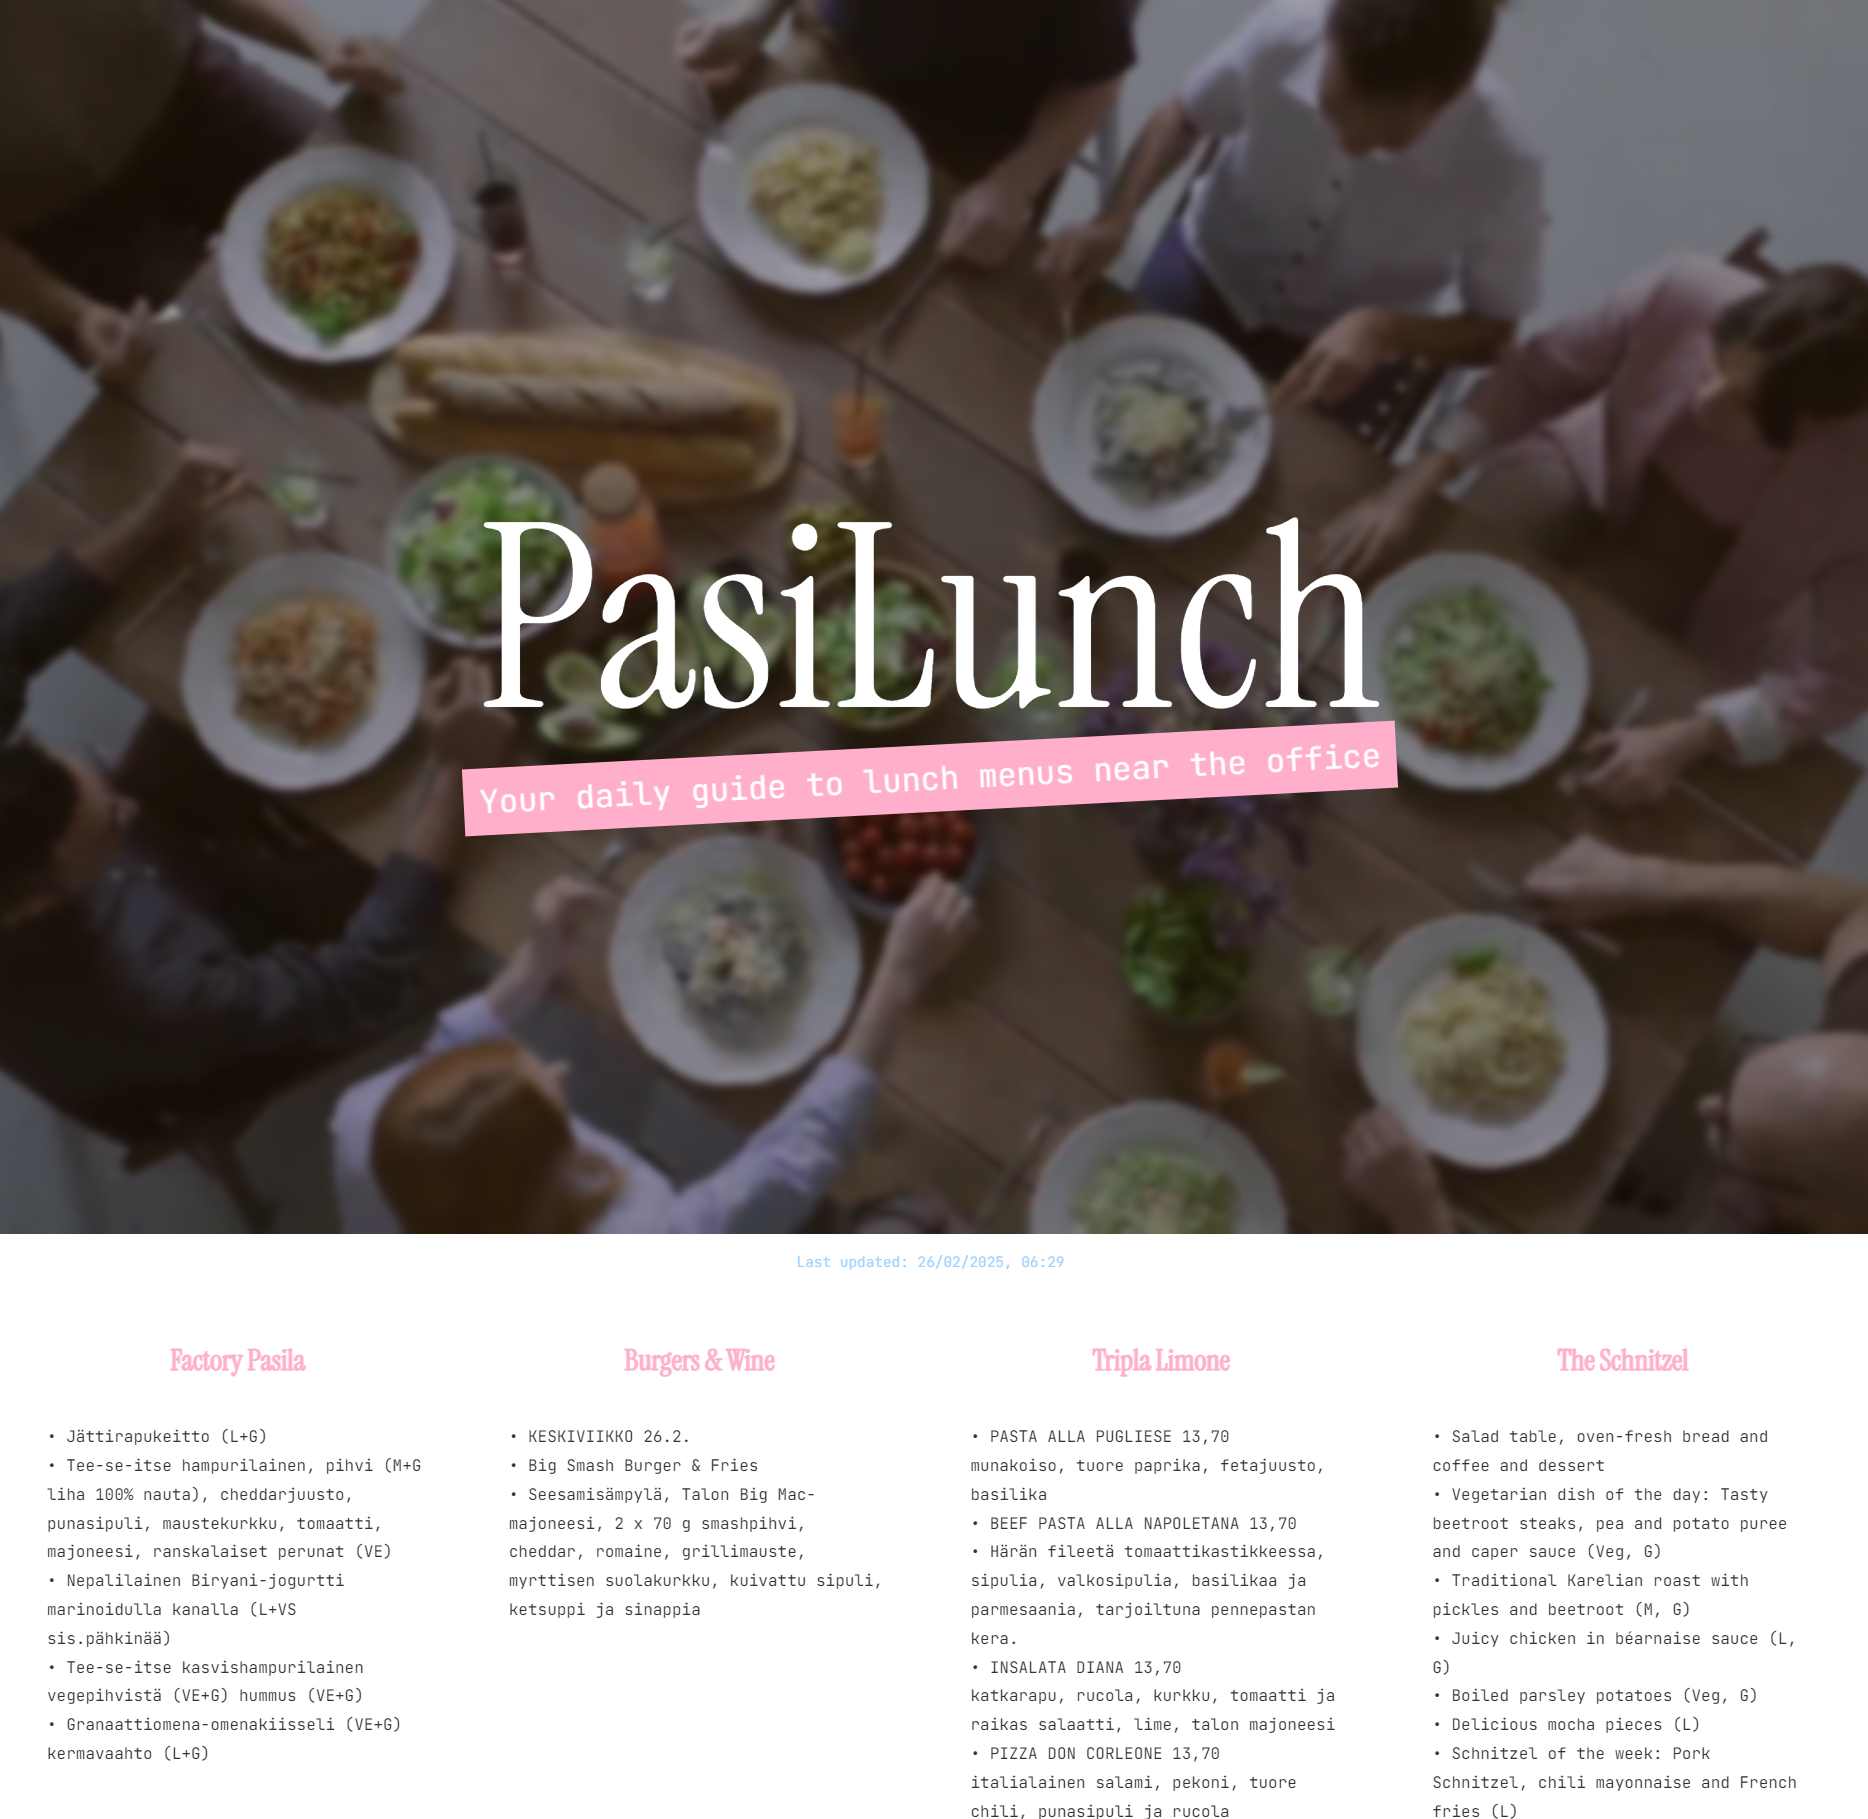 PasiLunch
Your daily guide to lunch menus near the office
Last updated: 26/02/2025, 06:29
Factory Pasila
• Jättirapukeitto (L+G)
• Tee-se-itse hampurilainen, pihvi (M+G
liha 100% nauta), cheddarjuusto,
punasipuli, maustekurkku, tomaatti,
majoneesi, ranskalaiset perunat (VE)
• Nepalilainen Biryani-jogurtti
marinoidulla kanalla (L+VS
sis.pähkinää)
• Tee-se-itse kasvishampurilainen
vegepihvistä (VE+G) hummus (VE+G)
• Granaattiomena-omenakiisseli (VE+G)
kermavaahto (L+G)
Burgers & Wine
• KESKIVIIKKO 26.2.
• Big Smash Burger & Fries
• Seesamisämpylä, Talon Big Mac-
majoneesi, 2 x 70 g smashpihvi,
cheddar, romaine, grillimauste,
myrttisen suolakurkku, kuivattu sipuli,
ketsuppi ja sinappia
Tripla Limone
• PASTA ALLA PUGLIESE 13,70
munakoiso, tuore paprika, fetajuusto,
basilika
• BEEF PASTA ALLA NAPOLETANA 13,70
• Härän fileetä tomaattikastikkeessa,
sipulia, valkosipulia, basilikaa ja
parmesaania, tarjoiltuna pennepastan
kera.
• INSALATA DIANA 13,70
katkarapu, rucola, kurkku, tomaatti ja
raikas salaatti, lime, talon majoneesi
• PIZZA DON CORLEONE 13,70
italialainen salami, pekoni, tuore
chili, punasipuli ja rucola
The Schnitzel
• Salad table, oven-fresh bread and
coffee and dessert
• Vegetarian dish of the day: Tasty
beetroot steaks, pea and potato puree
and caper sauce (Veg, G)
• Traditional Karelian roast with
pickles and beetroot (M, G)
• Juicy chicken in béarnaise sauce (L,
G)
• Boiled parsley potatoes (Veg, G)
• Delicious mocha pieces (L)
• Schnitzel of the week: Pork
Schnitzel, chili mayonnaise and French
fries (L)